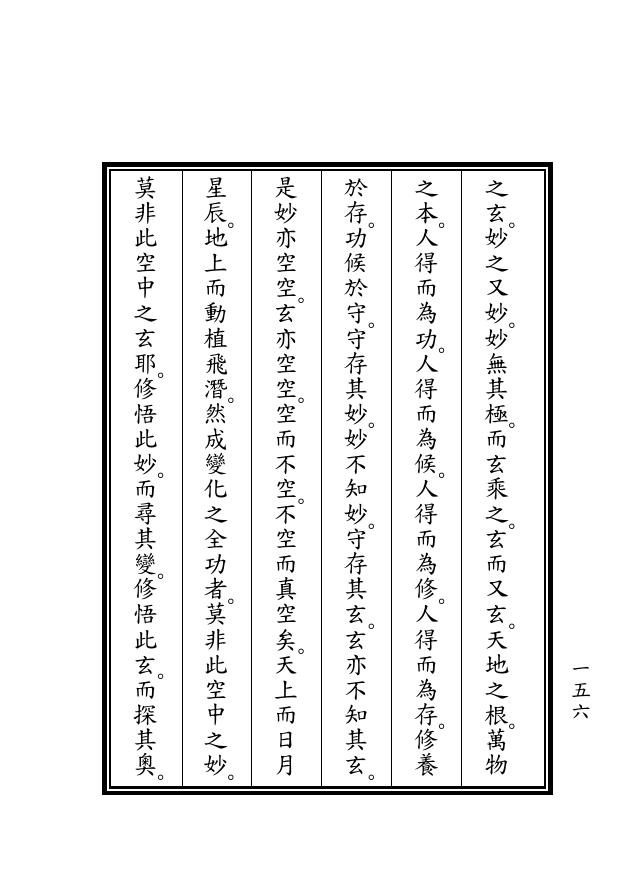 之玄。妙之又妙。妙無其極。而玄乘之。玄而又玄。天地之根。萬物
之本。人得而為功。人得而為候。人得而為修。人得而為存。修養
於存。功候於守。守存其妙。妙不知妙。守存其玄。玄亦不知其玄。
是妙亦空空。玄亦空空。空而不空。不空而真空矣。天上而日月
星辰。地上而動植飛潛。然成變化之全功者。莫非此空中之妙。
莫非此空中之玄耶。修悟此妙。而尋其變。修悟此玄。而探其奧。
一五六